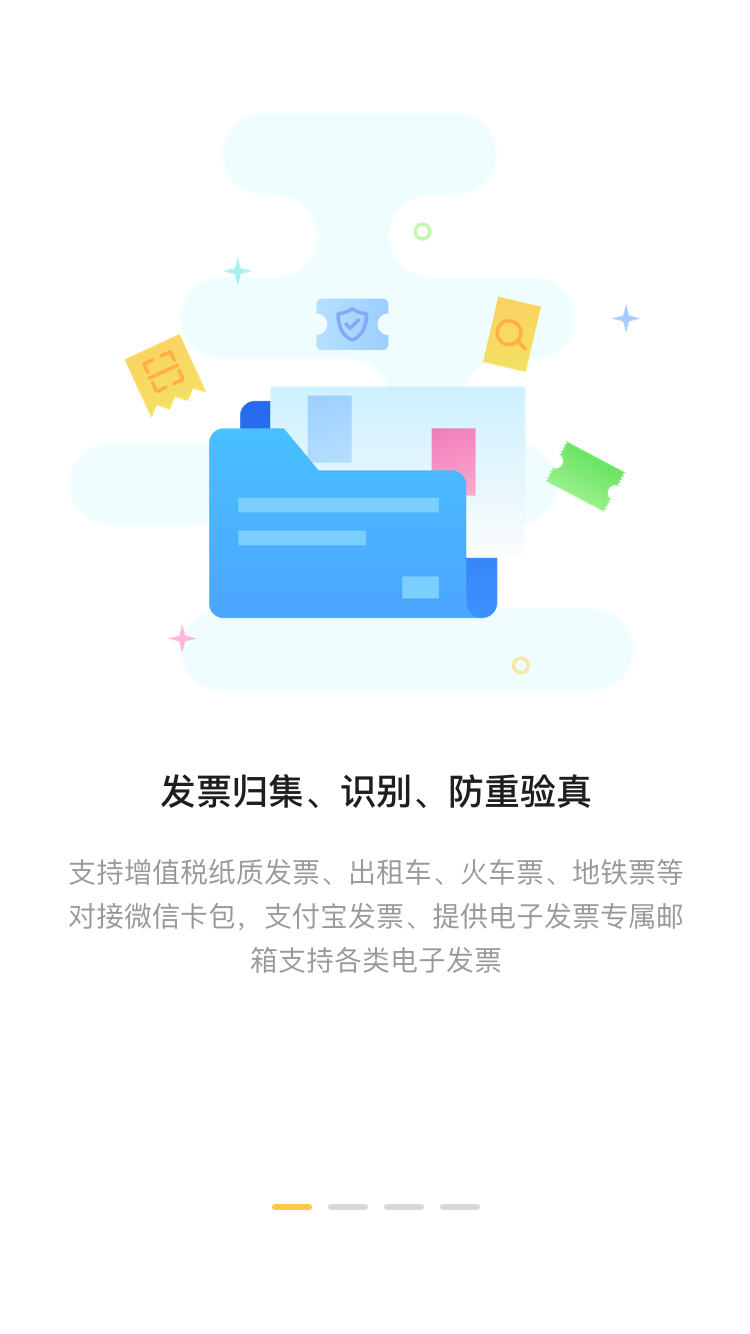 发票归集、识别、防重验真
支持增值税纸质发票、出租车、火车票、地铁票等
对接微信卡包，支付宝发票、提供电子发票专属邮
箱支持各类电子发票